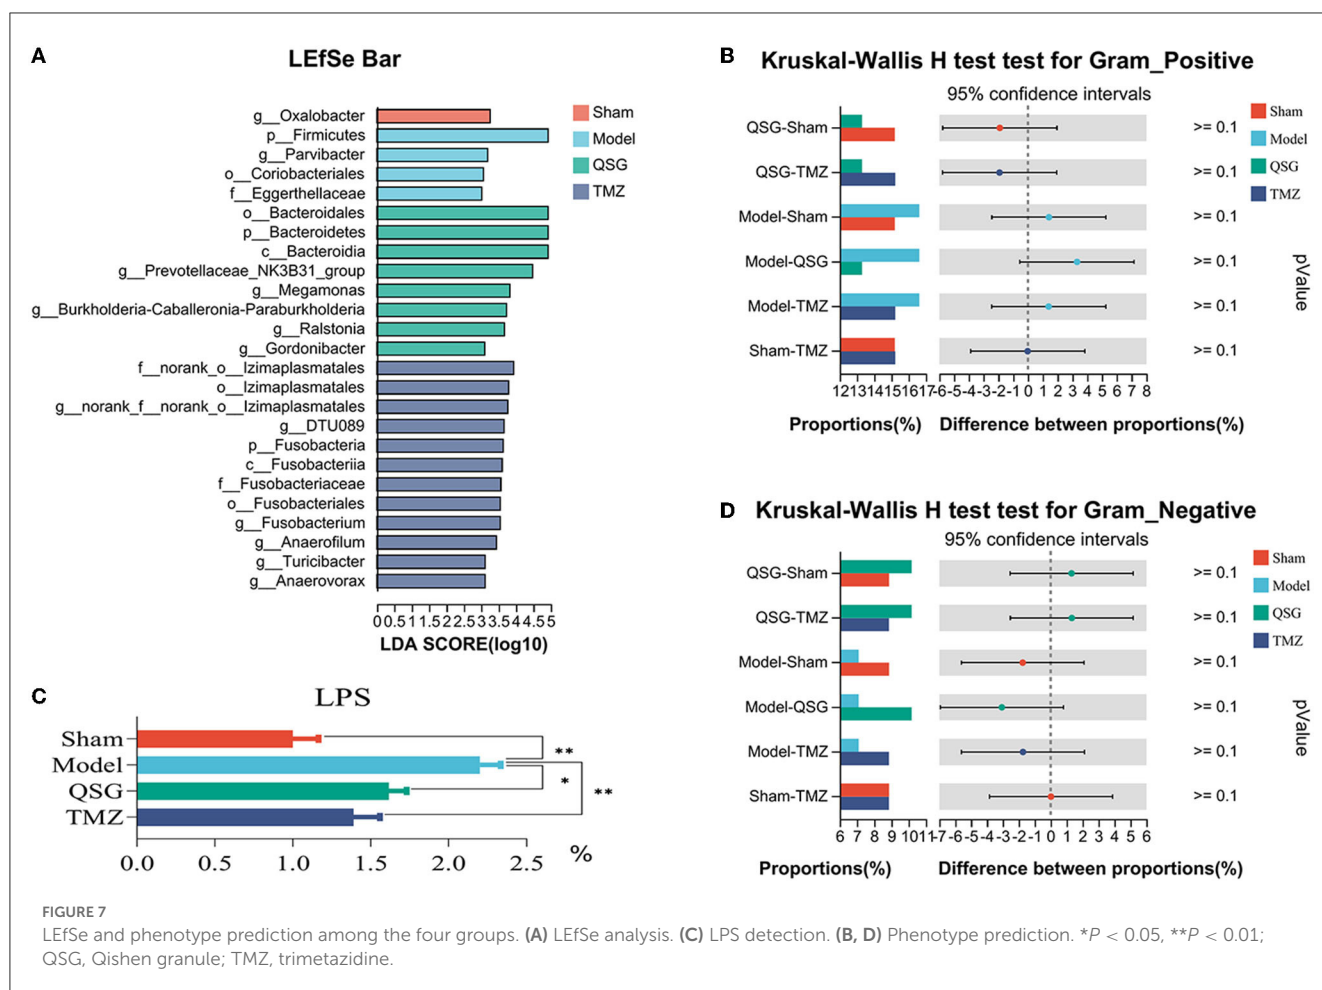 A
LEfSe Bar
g__Oxalobacter
p__Firmicutes
g__Parvibacter
o__Coriobacteriales
f__Eggerthellaceae
o__Bacteroidales
p__Bacteroidetes
c__Bacteroidia
g__Prevotellaceae_NK3B31_group
g__Megamonas
g__Burkholderia-Caballeronia-Paraburkholderia
g__Ralstonia
g__Gordonibacter
f__norank_o__Izimaplasmatales
o__Izimaplasmatales
g__norank_f__norank_o__Izimaplasmatales
g__DTU089
p__Fusobacteria
c__Fusobacteriia
f__Fusobacteriaceae
o__Fusobacteriales
g__Fusobacterium
g__Anaerofilum
g__Turicibacter
g__Anaerovorax
0 0.5 1 1.5 2 2.5 3 3.5 4 4.5 5
LDA SCORE(log10)
Sham
Model
QSG
TMZ
B
Kruskal-Wallis H test test for Gram_Positive
95% confidence intervals
QSG-Sham
QSG-TMZ
Model-Sham
Model-QSG
Model-TMZ
Sham-TMZ
>= 0.1
>= 0.1
>= 0.1
>= 0.1
>= 0.1
>= 0.1
pValue
Sham
Model
QSG
TMZ
12 13 14 15 16 17
-6 -5 -4 -3 -2 -1 0 1 2 3 4 5 6 7 8
Proportions(%)
Difference between proportions(%)
C
LPS
Sham
Model
QSG
TMZ
**
*
**
0.0 0.5 1.0 1.5 2.0 2.5 %
D
Kruskal-Wallis H test test for Gram_Negative
95% confidence intervals
QSG-Sham
QSG-TMZ
Model-Sham
Model-QSG
Model-TMZ
Sham-TMZ
>= 0.1
>= 0.1
>= 0.1
>= 0.1
>= 0.1
>= 0.1
pValue
Sham
Model
QSG
TMZ
6 7 8 9 10 11
-7 -6 -5 -4 -3 -2 -1 0 1 2 3 4 5 6
Proportions(%)
Difference between proportions(%)
FIGURE 7
LEfSe and phenotype prediction among the four groups. (A) LEfSe analysis. (C) LPS detection. (B, D) Phenotype prediction. *P < 0.05, **P < 0.01;
QSG, Qishen granule; TMZ, trimetazidine.